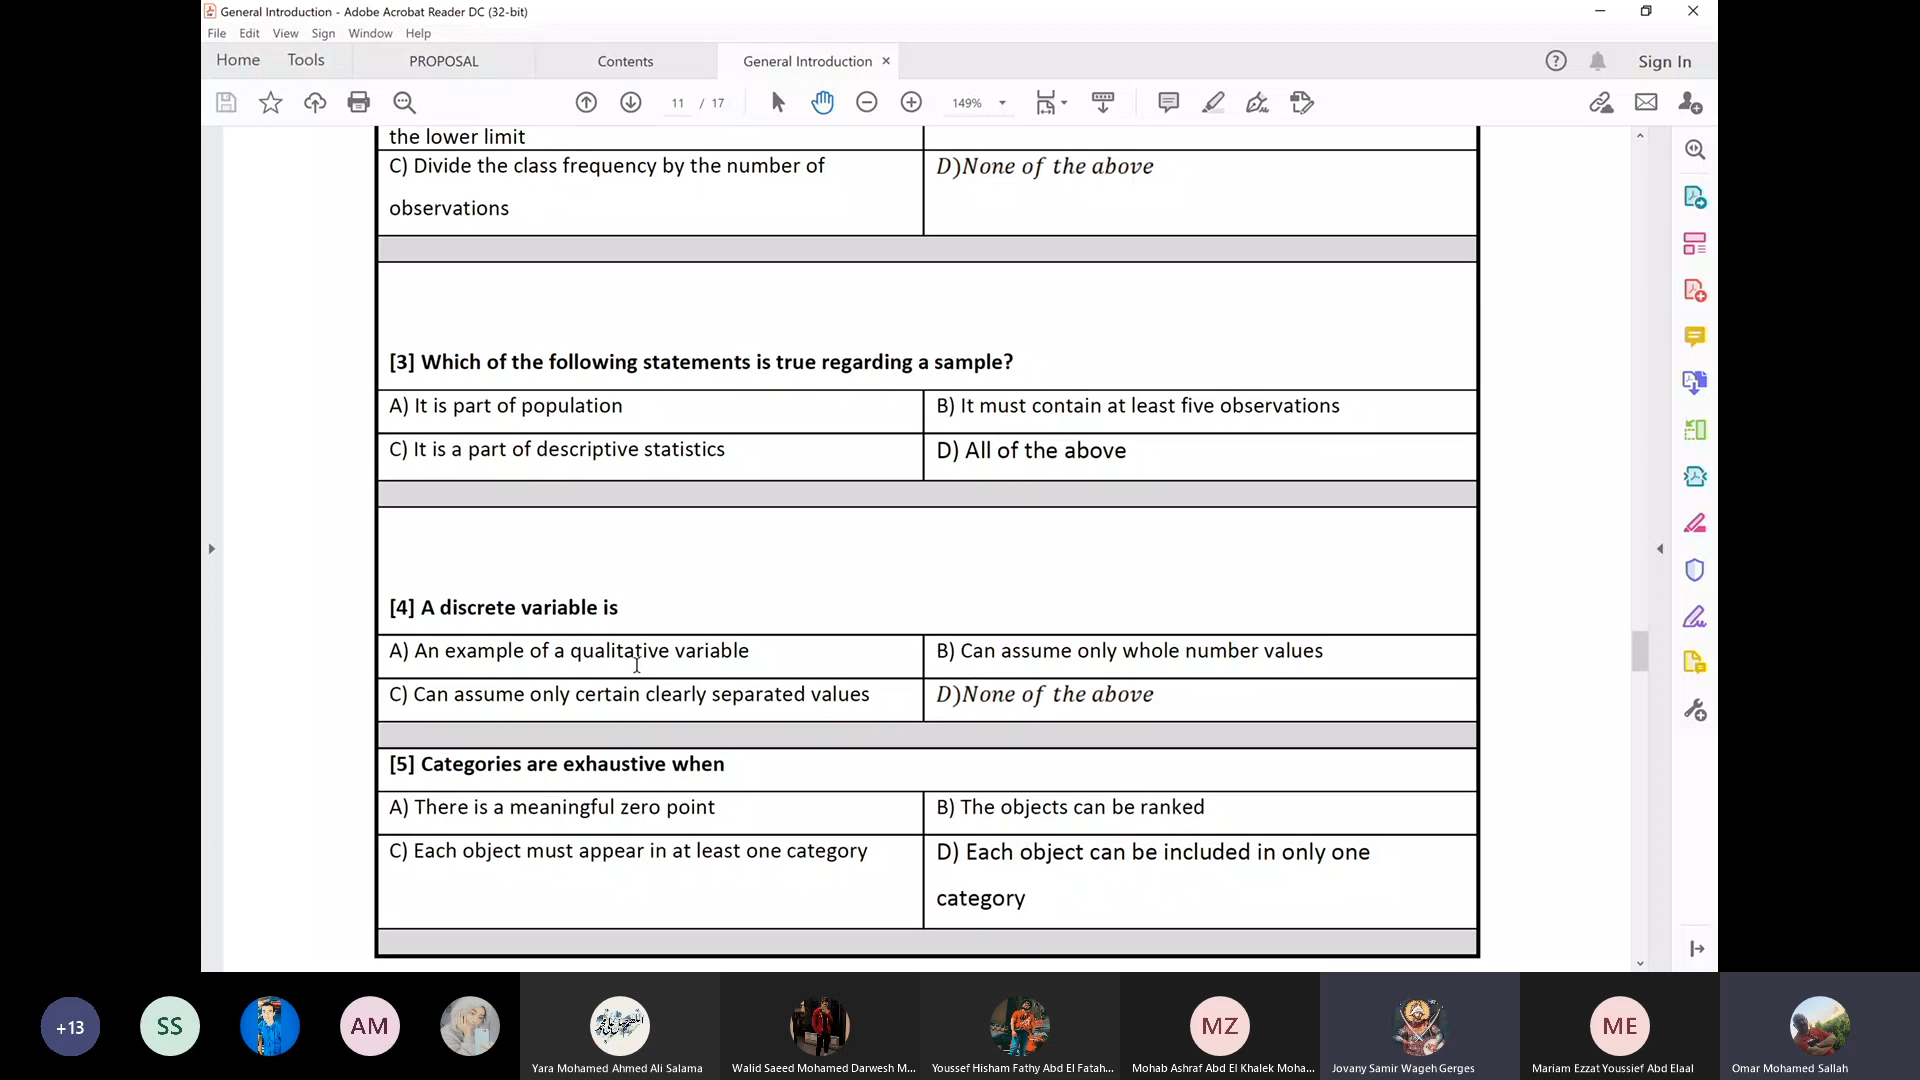 General Introduction - Adobe Acrobat Reader DC (32-bit)
File Edit View Sign Window Help
Home Tools PROPOSAL Contents General Introduction × Sign In
11 / 17 149%
the lower limit
C) Divide the class frequency by the number of
observations
D)None of the above
[3] Which of the following statements is true regarding a sample?
A) It is part of population
B) It must contain at least five observations
C) It is a part of descriptive statistics
D) All of the above
[4] A discrete variable is
A) An example of a qualitative variable
B) Can assume only whole number values
C) Can assume only certain clearly separated values
D)None of the above
[5] Categories are exhaustive when
A) There is a meaningful zero point
B) The objects can be ranked
C) Each object must appear in at least one category
D) Each object can be included in only one
category
+13 SS AM MZ ME
Yara Mohamed Ahmed Ali Salama
Walid Saeed Mohamed Darwesh M...
Youssef Hisham Fathy Abd El Fatah...
Mohab Ashraf Abd El Khalek Moha...
Jovany Samir Wageh Gerges
Mariam Ezzat Youssief Abd Elaal
Omar Mohamed Sallah